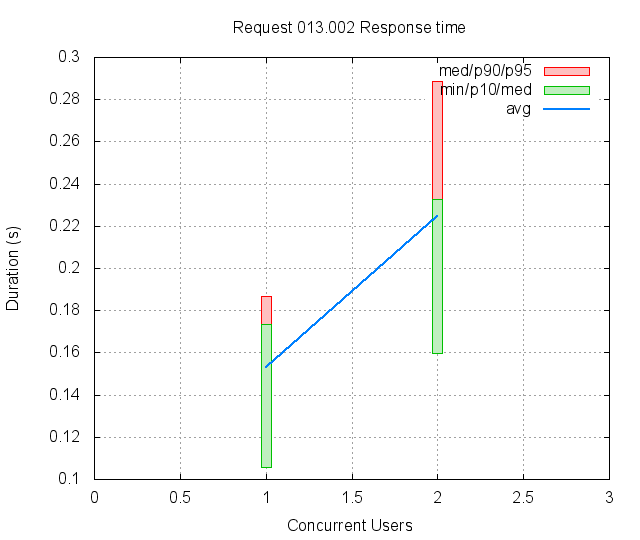 Request 013.002 Response time
med/p90/p95
min/p10/med
avg
Duration (s)
0.3
0.28
0.26
0.24
0.22
0.2
0.18
0.16
0.14
0.12
0.1
0 0.5 1 1.5 2 2.5 3
Concurrent Users